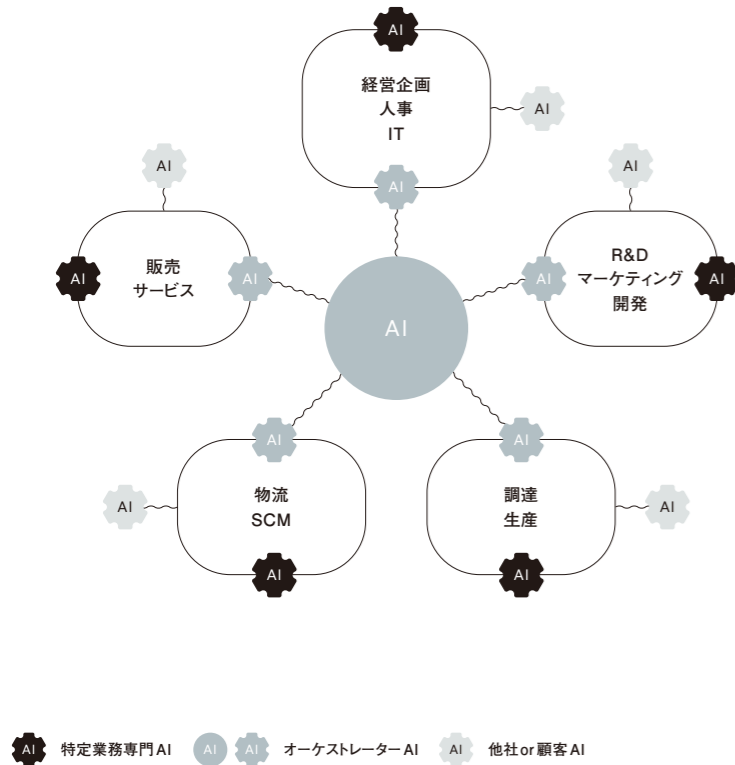 AI
経営企画
人事
IT
AI
AI
AI
販売
サービス
AI
AI
AI
R&D
マーケティング
開発
AI
AI
AI
AI
物流
SCM
AI
AI
AI
調達
生産
AI
AI
AI 特定業務専門AI
AI AI オーケストレーターAI
AI 他社or顧客AI